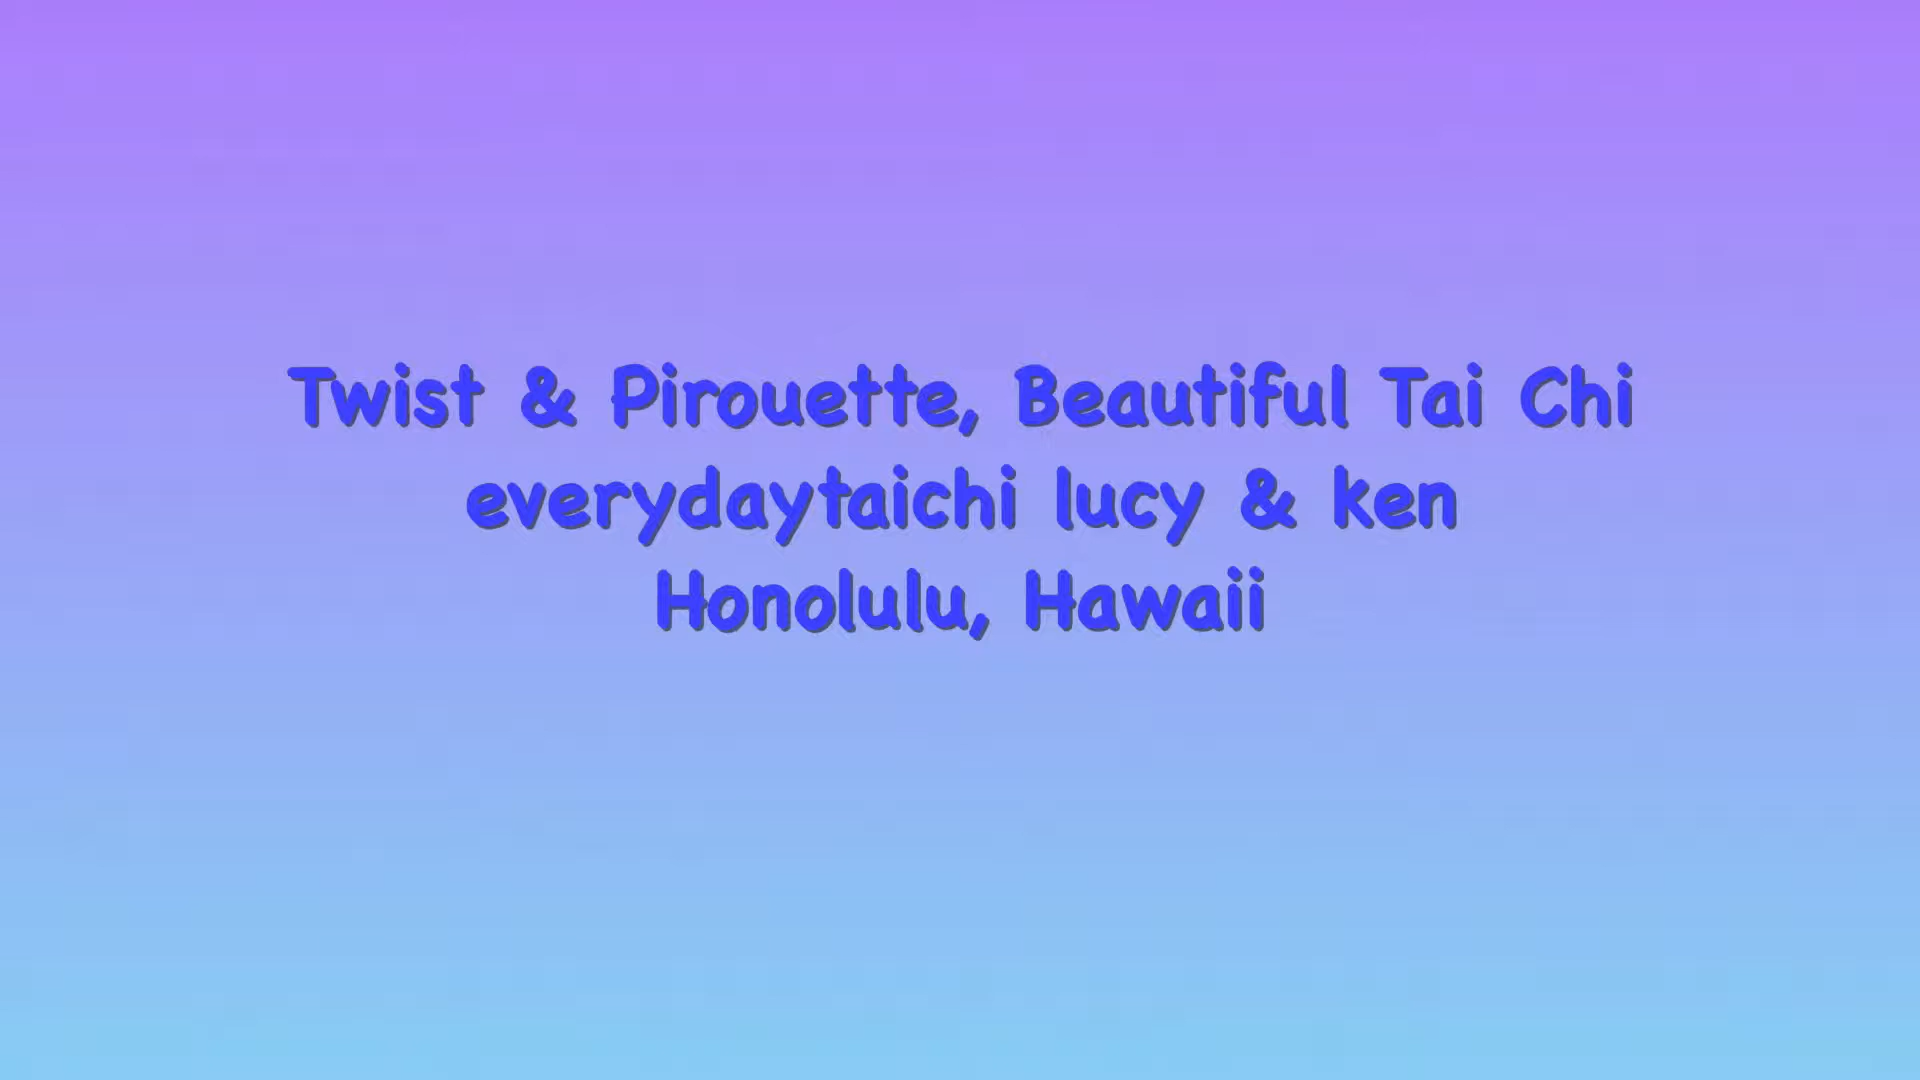 Twist & Pirouette, Beautiful Tai Chi
everydaytaichi lucy & ken
Honolulu, Hawaii